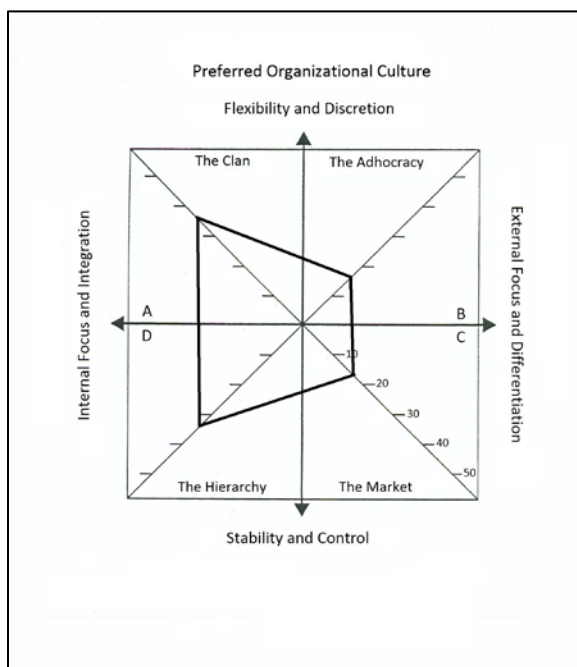 Preferred Organizational Culture
Flexibility and Discretion
The Clan
The Adhocracy
Internal Focus and Integration
External Focus and Differentiation
A
B
D
C
10
20
30
40
50
The Hierarchy
The Market
Stability and Control